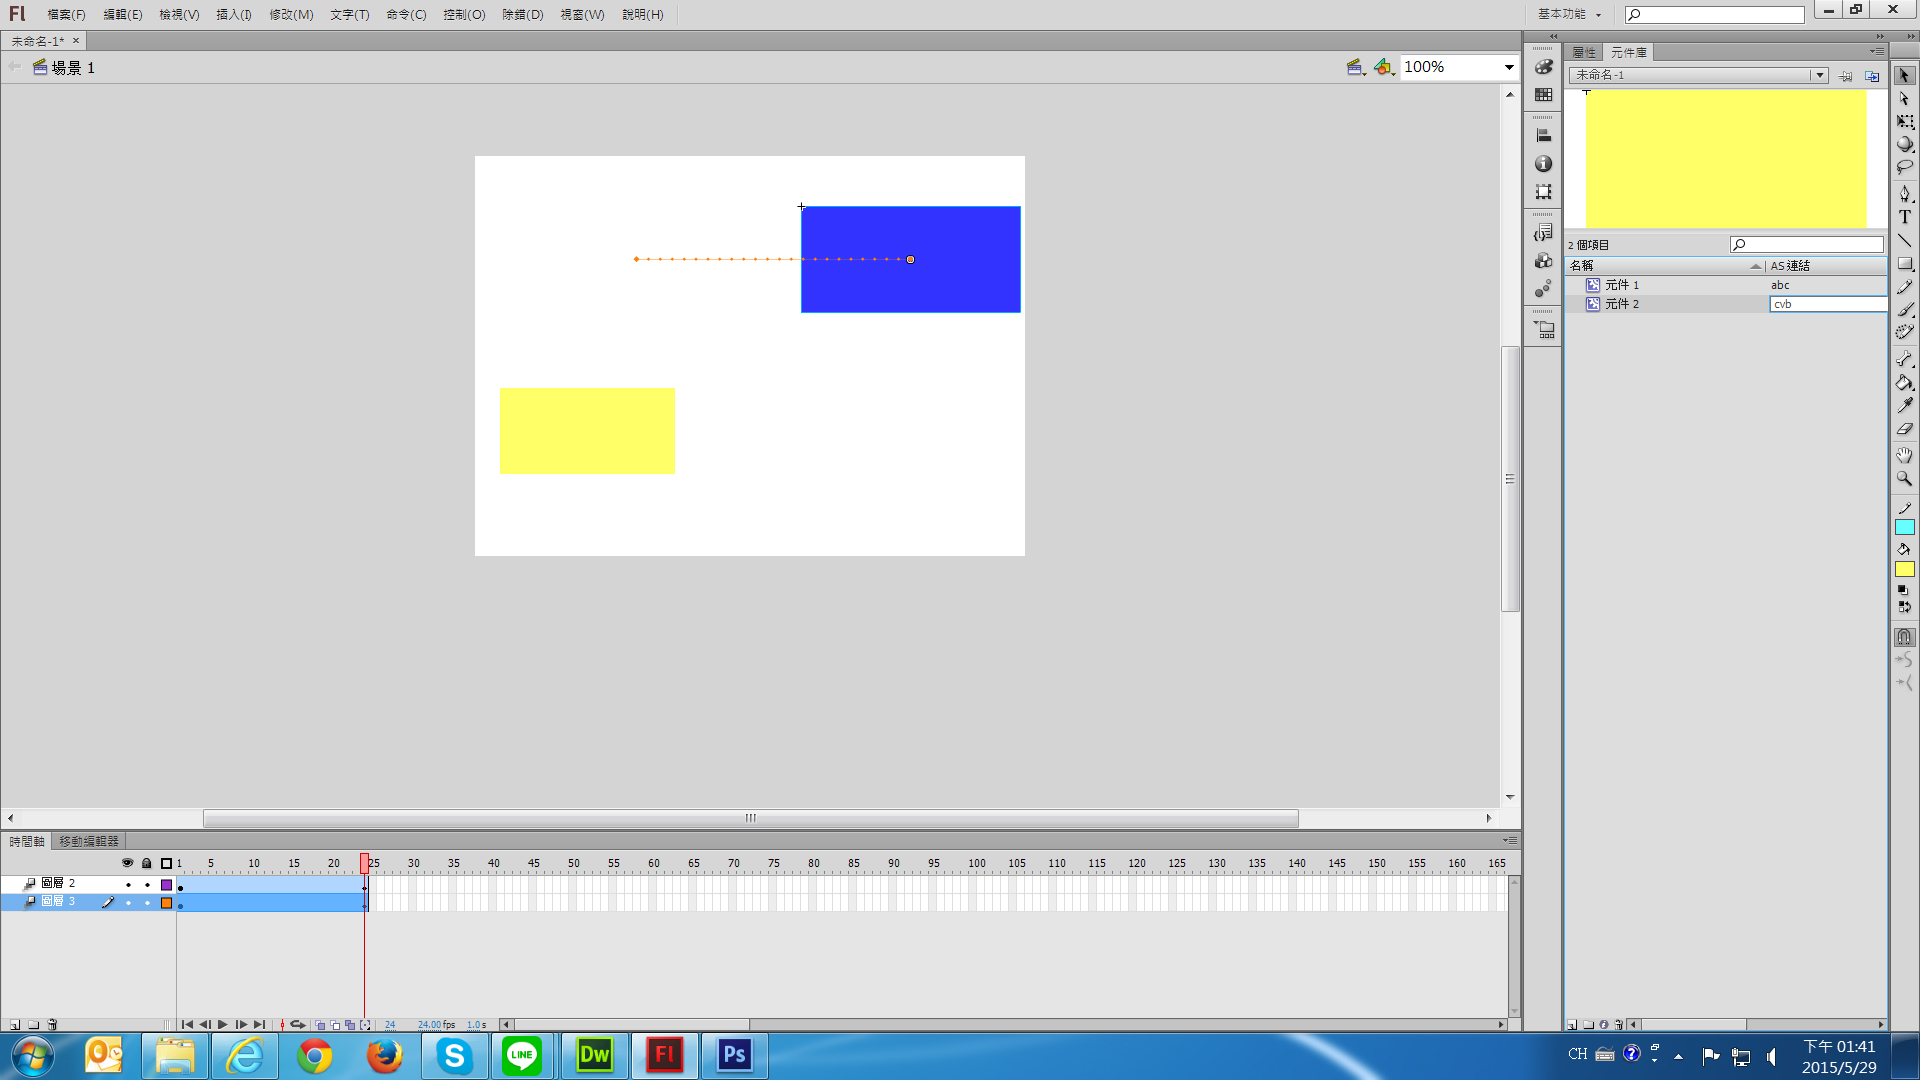 Fl 檔案(F) 編輯(E) 檢視(V) 插入(I) 修改(M) 文字(T) 命令(C) 控制(O) 除錯(D) 視窗(W) 說明(H) 基本功能
未命名-1* ×
場景 1 100%
屬性 元件庫
未命名-1
2 個項目
名稱 AS 連結
元件 1 abc
元件 2 cvb
時間軸 移動編輯器
1 5 10 15 20 25 30 35 40 45 50 55 60 65 70 75 80 85 90 95 100 105 110 115 120 125 130 135 140 145 150 155 160 165
圖層 2
圖層 3
24 24.00 fps 1.0 s
LINE Dw Fl Ps
CH
下午 01:41
2015/5/29